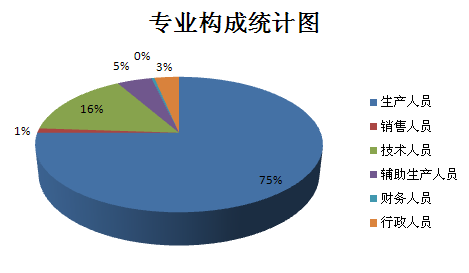 专业构成统计图
0%
5%
3%
16%
1%
75%
生产人员
销售人员
技术人员
辅助生产人员
财务人员
行政人员